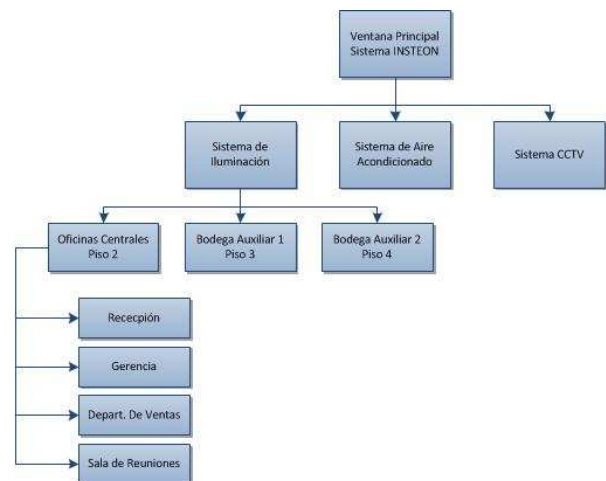 Ventana Principal
Sistema INSTEON
Sistema de
Iluminación
Sistema de Aire
Acondicionado
Sistema CCTV
Oficinas Centrales
Piso 2
Bodega Auxiliar 1
Piso 3
Bodega Auxiliar 2
Piso 4
Rececpión
Gerencia
Depart. De Ventas
Sala de Reuniones